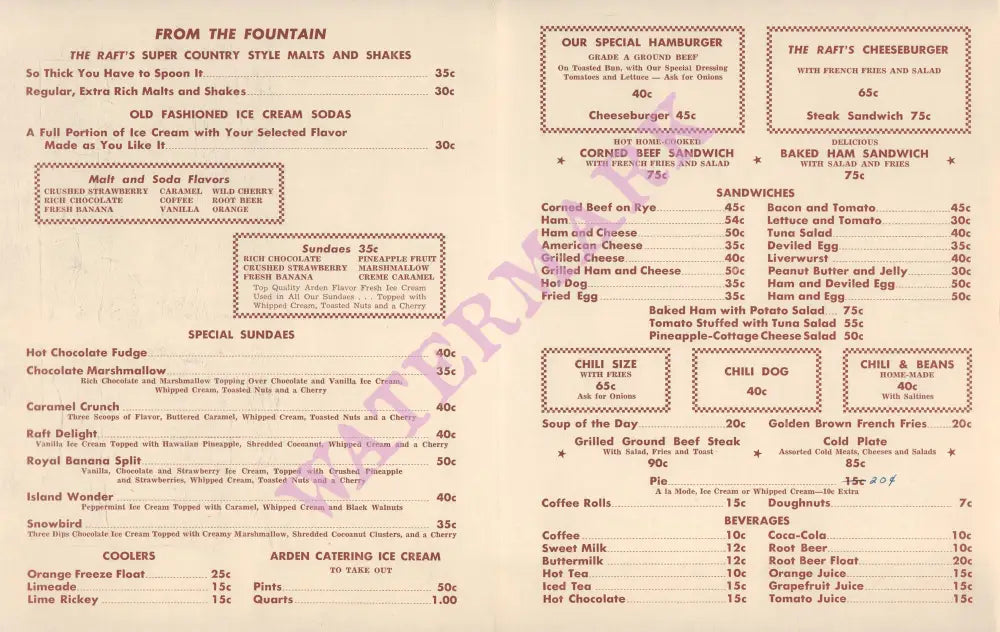 FROM THE FOUNTAIN
THE RAFT'S SUPER COUNTRY STYLE MALTS AND SHAKES
So Thick You Have to Spoon It 35c
Regular, Extra Rich Malts and Shakes 30c
OLD FASHIONED ICE CREAM SODAS
A Full Portion of Ice Cream with Your Selected Flavor
Made as You Like It 30c
Malt and Soda Flavors
CRUSHED STRAWBERRY CARAMEL WILD CHERRY
RICH CHOCOLATE COFFEE ROOT BEER
FRESH BANANA VANILLA ORANGE
Sundaes 35c
RICH CHOCOLATE PINEAPPLE FRUIT
CRUSHED STRAWBERRY MARSHMALLOW
FRESH BANANA CREME CARAMEL
Top Quality Arden Flavor Fresh Ice Cream
Used in All Our Sundaes . . . Topped with
Whipped Cream, Toasted Nuts and a Cherry
SPECIAL SUNDAES
Hot Chocolate Fudge 40c
Chocolate Marshmallow 35c
Rich Chocolate and Marshmallow Topping Over Chocolate and Vanilla Ice Cream,
Whipped Cream, Toasted Nuts and a Cherry
Caramel Crunch 40c
Three Scoops of Flavor, Buttered Caramel, Whipped Cream, Toasted Nuts and a Cherry
Raft Delight 40c
Vanilla Ice Cream Topped with Hawaiian Pineapple, Shredded Cocoanut, Whipped Cream and a Cherry
Royal Banana Split 50c
Vanilla, Chocolate and Strawberry Ice Cream, Topped with Crushed Pineapple
and Strawberries, Whipped Cream, Toasted Nuts and a Cherry
Island Wonder 40c
Peppermint Ice Cream Topped with Caramel, Whipped Cream and Black Walnuts
Snowbird 35c
Three Dips Chocolate Ice Cream Topped with Creamy Marshmallow, Shredded Cocoanut Clusters, and a Cherry
COOLERS
Orange Freeze Float 25c
Limeade 15c
Lime Rickey 15c
ARDEN CATERING ICE CREAM
TO TAKE OUT
Pints 50c
Quarts 1.00
OUR SPECIAL HAMBURGER
GRADE A GROUND BEEF
On Toasted Bun, with Our Special Dressing
Tomatoes and Lettuce — Ask for Onions
40c
Cheeseburger 45c
THE RAFT'S CHEESEBURGER
WITH FRENCH FRIES AND SALAD
65c
Steak Sandwich 75c
HOT HOME-COOKED
CORNED BEEF SANDWICH
WITH FRENCH FRIES AND SALAD
75c
DELICIOUS
BAKED HAM SANDWICH
WITH SALAD AND FRIES
75c
SANDWICHES
Corned Beef on Rye 45c
Ham 54c
Ham and Cheese 50c
American Cheese 35c
Grilled Cheese 40c
Grilled Ham and Cheese 50c
Hot Dog 35c
Fried Egg 35c
Bacon and Tomato 45c
Lettuce and Tomato 30c
Tuna Salad 40c
Deviled Egg 35c
Liverwurst 40c
Peanut Butter and Jelly 30c
Ham and Deviled Egg 50c
Ham and Egg 50c
Baked Ham with Potato Salad 75c
Tomato Stuffed with Tuna Salad 55c
Pineapple-Cottage Cheese Salad 50c
CHILI SIZE
WITH FRIES
65c
Ask for Onions
CHILI DOG
40c
CHILI & BEANS
HOME-MADE
40c
With Saltines
Soup of the Day 20c
Golden Brown French Fries 20c
Grilled Ground Beef Steak
With Salad, Fries and Toast
90c
Cold Plate
Assorted Cold Meats, Cheeses and Salads
85c
Pie 15c 20¢
A la Mode, Ice Cream or Whipped Cream—10c Extra
Coffee Rolls 15c
Doughnuts 7c
BEVERAGES
Coffee 10c
Sweet Milk 12c
Buttermilk 12c
Hot Tea 10c
Iced Tea 15c
Hot Chocolate 15c
Coca-Cola 10c
Root Beer 10c
Root Beer Float 20c
Orange Juice 15c
Grapefruit Juice 15c
Tomato Juice 15c
WATERMARK